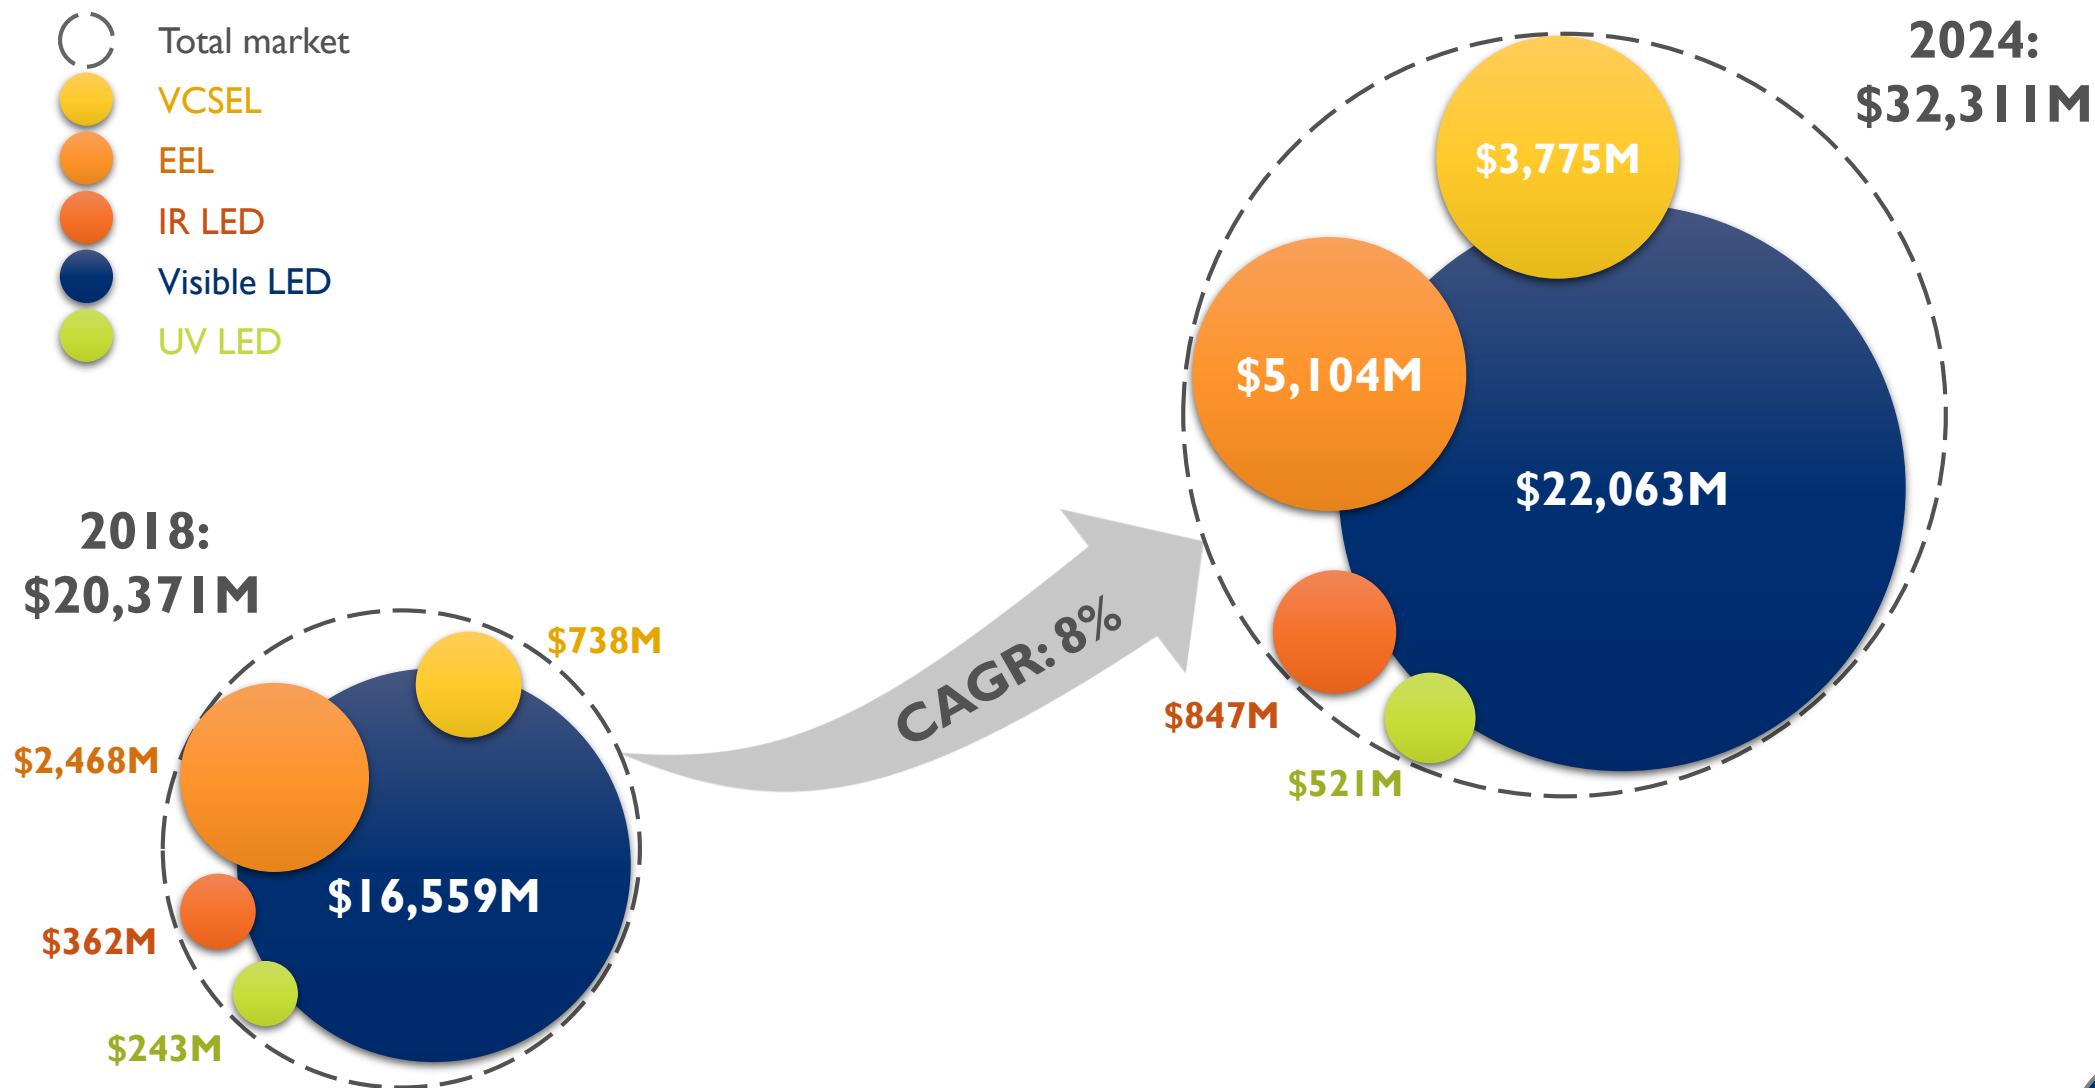 Total market
VCSEL
EEL
IR LED
Visible LED
UV LED
2024:
$32,311M
$3,775M
$5,104M
$22,063M
$847M
$521M
CAGR: 8%
2018:
$20,371M
$738M
$2,468M
$16,559M
$362M
$243M